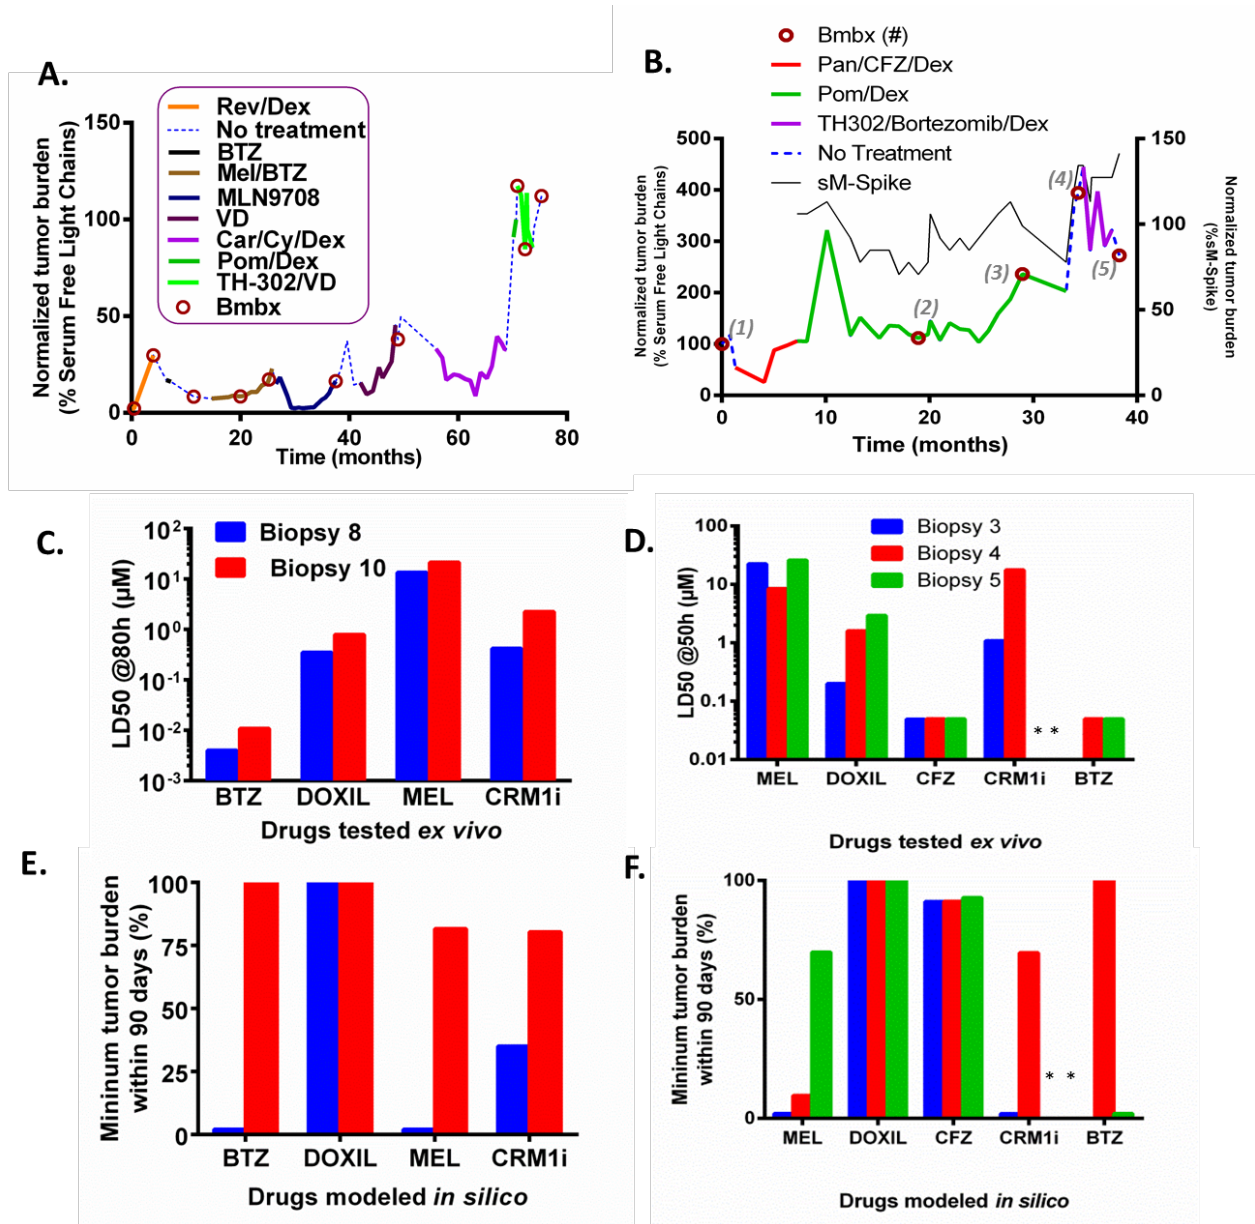 A.
Rev/Dex
No treatment
BTZ
Mel/BTZ
MLN9708
VD
Car/Cy/Dex
Pom/Dex
TH-302/VD
Bmbx
Normalized tumor burden
(% Serum Free Light Chains)
150
100
50
0
0 20 40 60 80
Time (months)
B.
Bmbx (#)
Pan/CFZ/Dex
Pom/Dex
TH302/Bortezomib/Dex
No Treatment
sM-Spike
Normalized tumor burden
(% Serum Free Light Chains)
500
400
300
200
100
0
(1)
(2)
(3)
(4)
(5)
150
100
50
0
Normalized tumor burden
(%sM-Spike)
0 10 20 30 40
Time (months)
C.
Biopsy 8
Biopsy 10
LD50 @80h (µM)
10²
10¹
10⁰
10⁻¹
10⁻²
10⁻³
BTZ DOXIL MEL CRM1i
Drugs tested ex vivo
D.
Biopsy 3
Biopsy 4
Biopsy 5
LD50 @50h (µM)
100
10
1
0.1
0.01
* *
MEL DOXIL CFZ CRM1i BTZ
Drugs tested ex vivo
E.
Mininum tumor burden
within 90 days (%)
100
75
50
25
0
BTZ DOXIL MEL CRM1i
Drugs modeled in silico
F.
Mininum tumor burden
within 90 days (%)
100
50
0
* *
MEL DOXIL CFZ CRM1i BTZ
Drugs modeled in silico